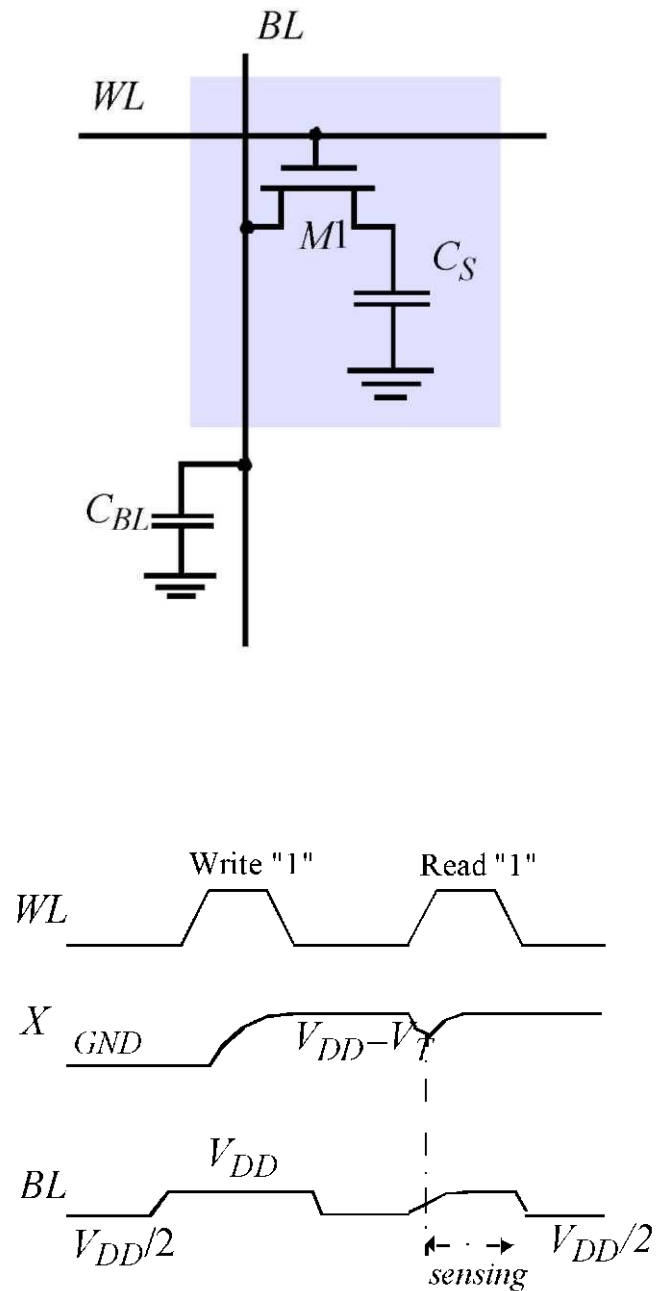 BL
WL
M1
C_S
C_BL
Write "1" Read "1"
WL
X
GND
V_DD−V_T
V_DD
BL
V_DD/2 V_DD/2
sensing